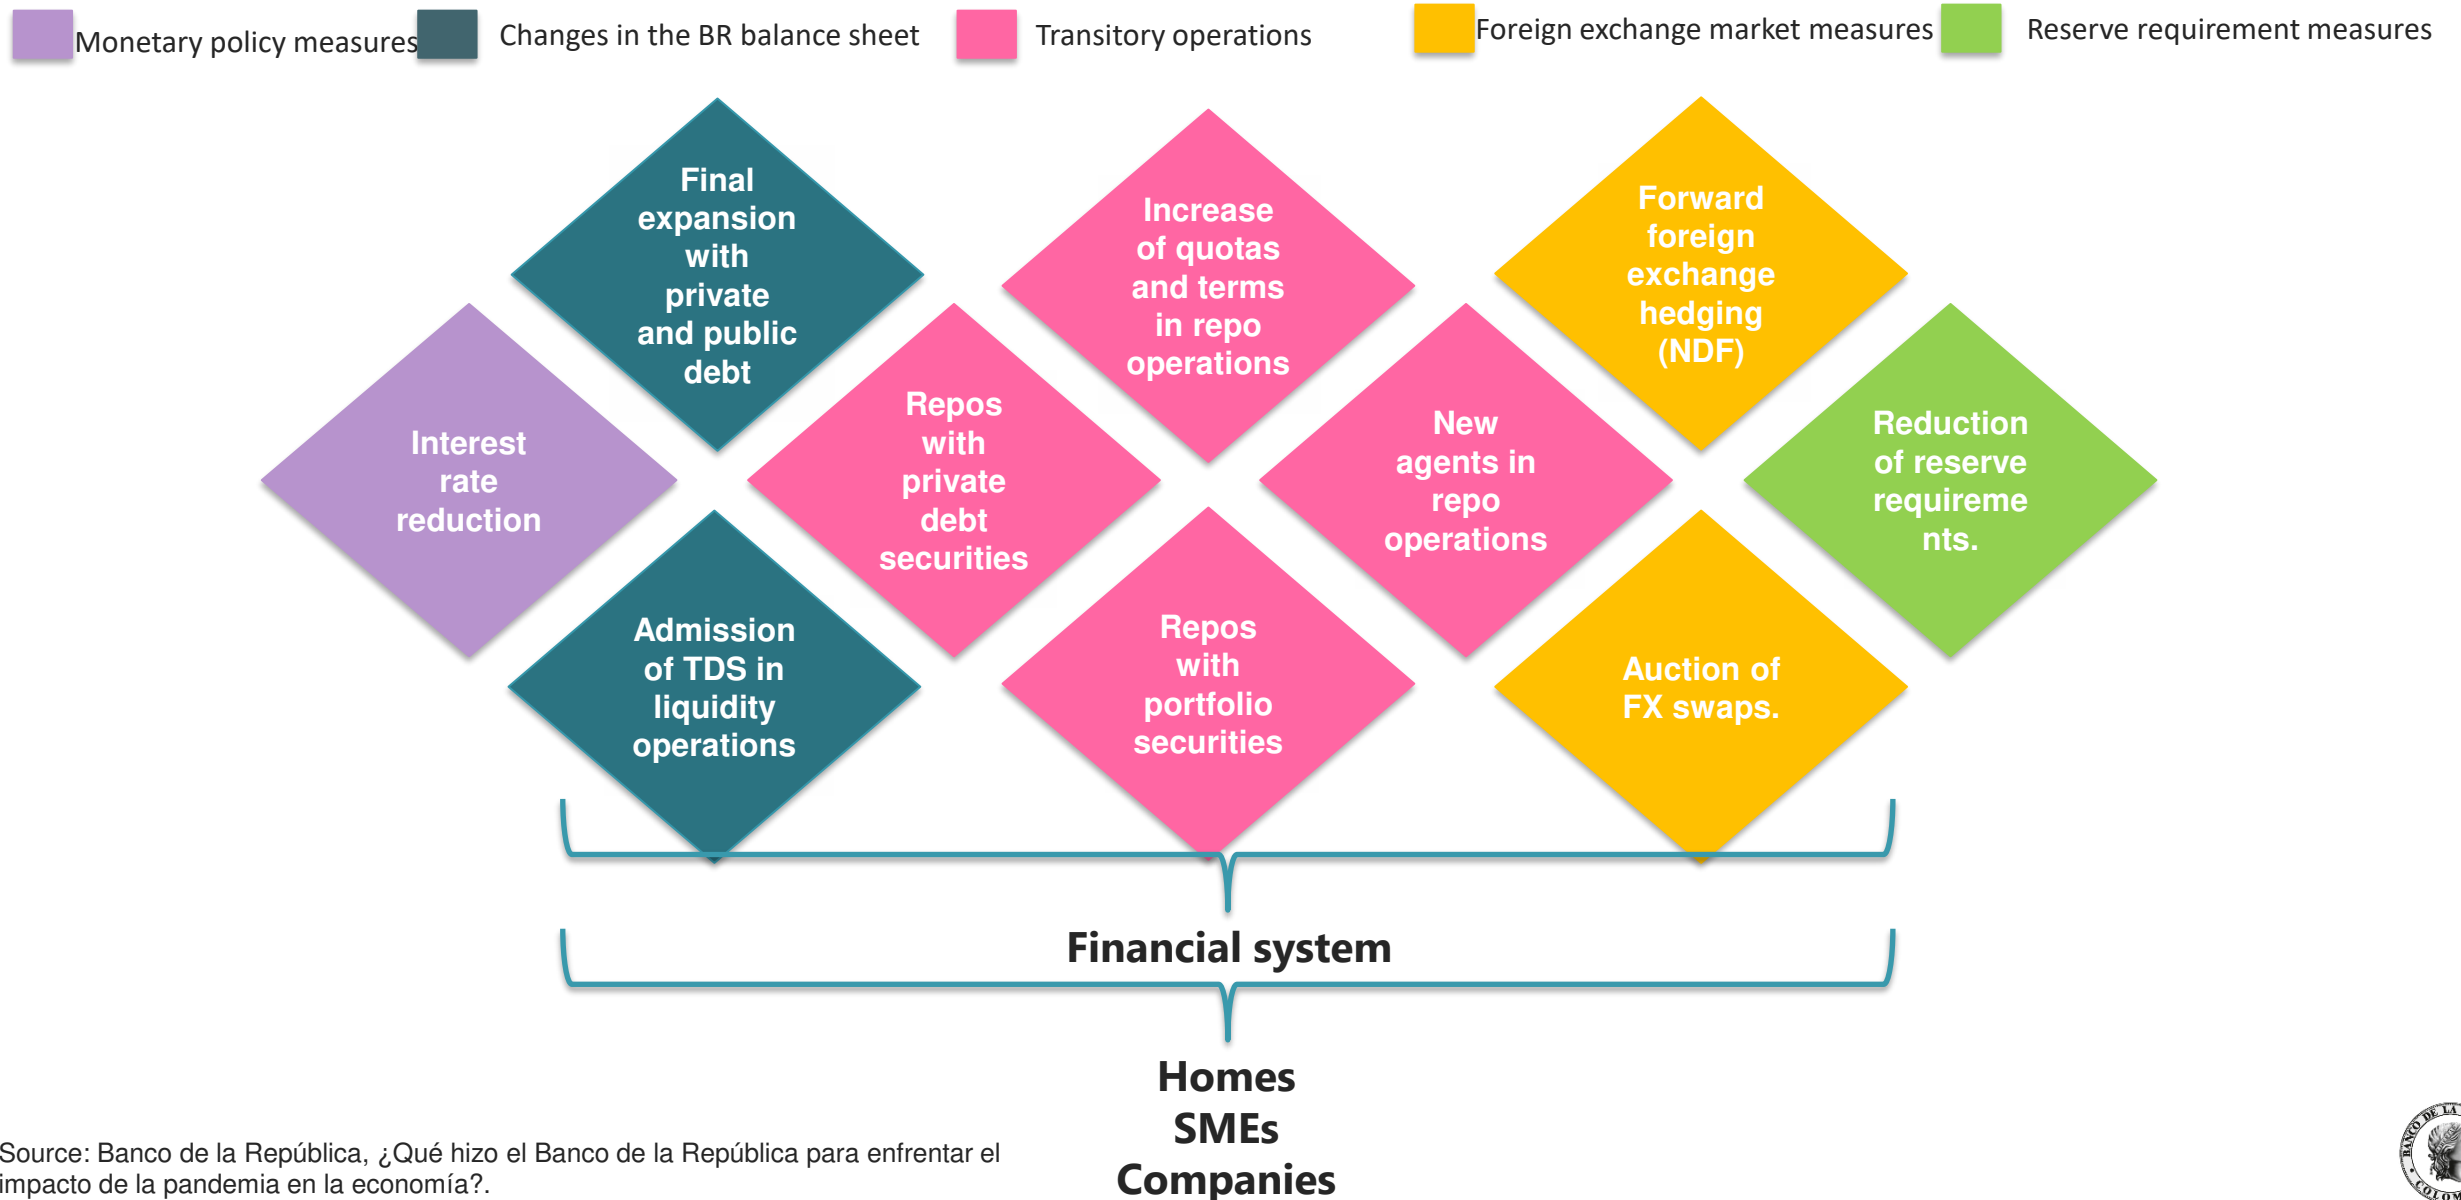 Monetary policy measures
Changes in the BR balance sheet
Transitory operations
Foreign exchange market measures
Reserve requirement measures
Final
expansion
with
private
and public
debt
Increase
of quotas
and terms
in repo
operations
Forward
foreign
exchange
hedging
(NDF)
Interest
rate
reduction
Repos
with
private
debt
securities
New
agents in
repo
operations
Reduction
of reserve
requireme
nts.
Admission
of TDS in
liquidity
operations
Repos
with
portfolio
securities
Auction of
FX swaps.
Financial system
Homes
SMEs
Companies
Source: Banco de la República, ¿Qué hizo el Banco de la República para enfrentar el
impacto de la pandemia en la economía?.
BANCO DE LA